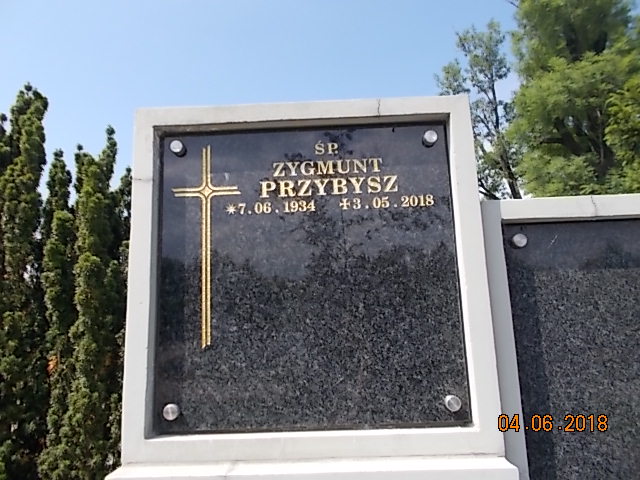 ŚP.
ZYGMUNT
PRZYBYSZ
*7.06.1934 ✝3.05.2018
04.06.2018